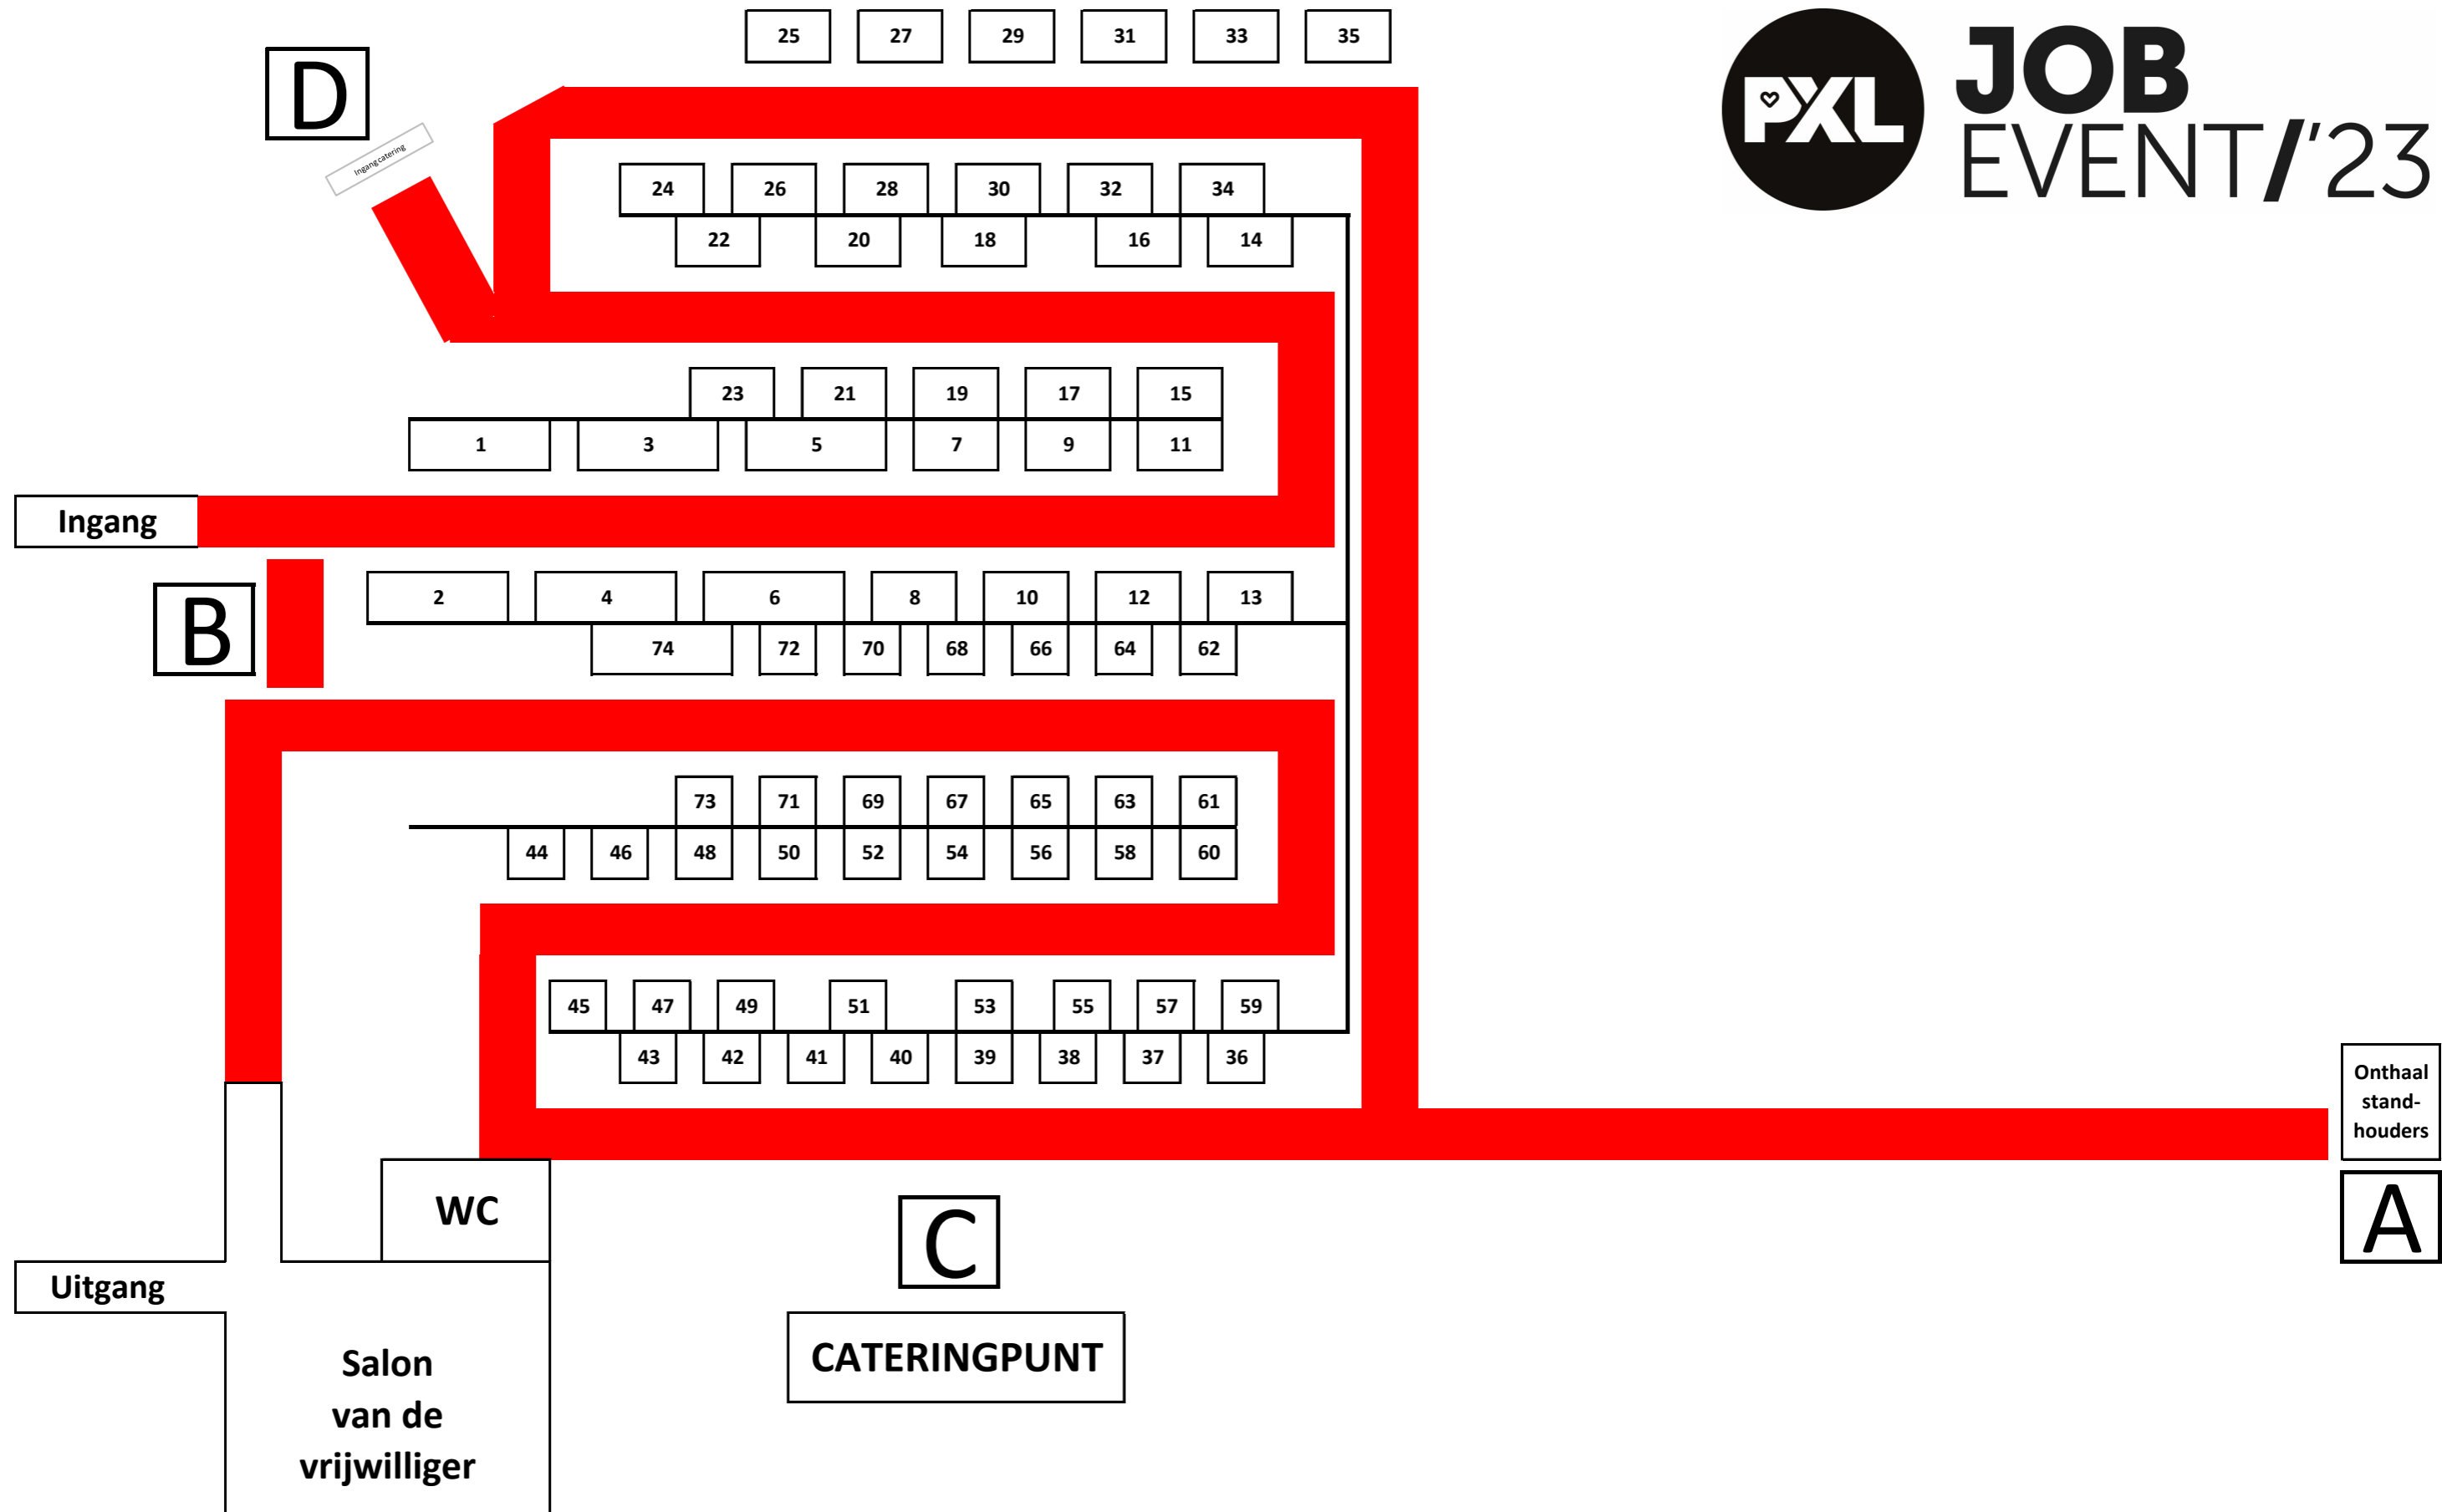 25 27 29 31 33 35
PXL
JOB
EVENT/'23
D
Ingang catering
24 26 28 30 32 34
22 20 18 16 14
23 21 19 17 15
1 3 5 7 9 11
Ingang
B
2 4 6 8 10 12 13
74 72 70 68 66 64 62
73 71 69 67 65 63 61
44 46 48 50 52 54 56 58 60
45 47 49 51 53 55 57 59
43 42 41 40 39 38 37 36
Onthaal
stand-
houders
A
WC
C
Uitgang
CATERINGPUNT
Salon
van de
vrijwilliger